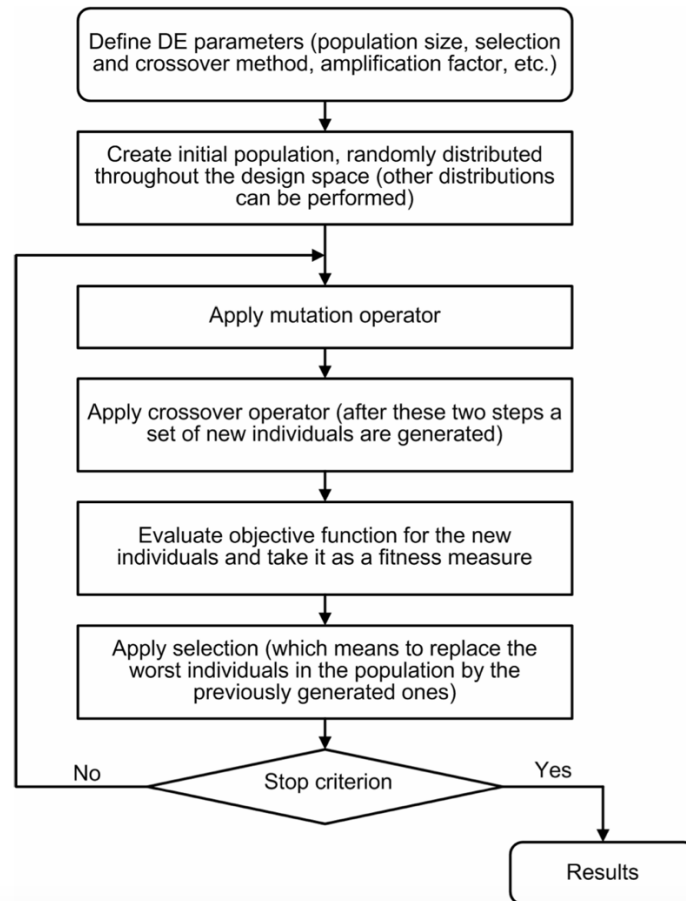 Define DE parameters (population size, selection
and crossover method, amplification factor, etc.)
Create initial population, randomly distributed
throughout the design space (other distributions
can be performed)
Apply mutation operator
Apply crossover operator (after these two steps a
set of new individuals are generated)
Evaluate objective function for the new
individuals and take it as a fitness measure
Apply selection (which means to replace the
worst individuals in the population by the
previously generated ones)
No
Stop criterion
Yes
Results